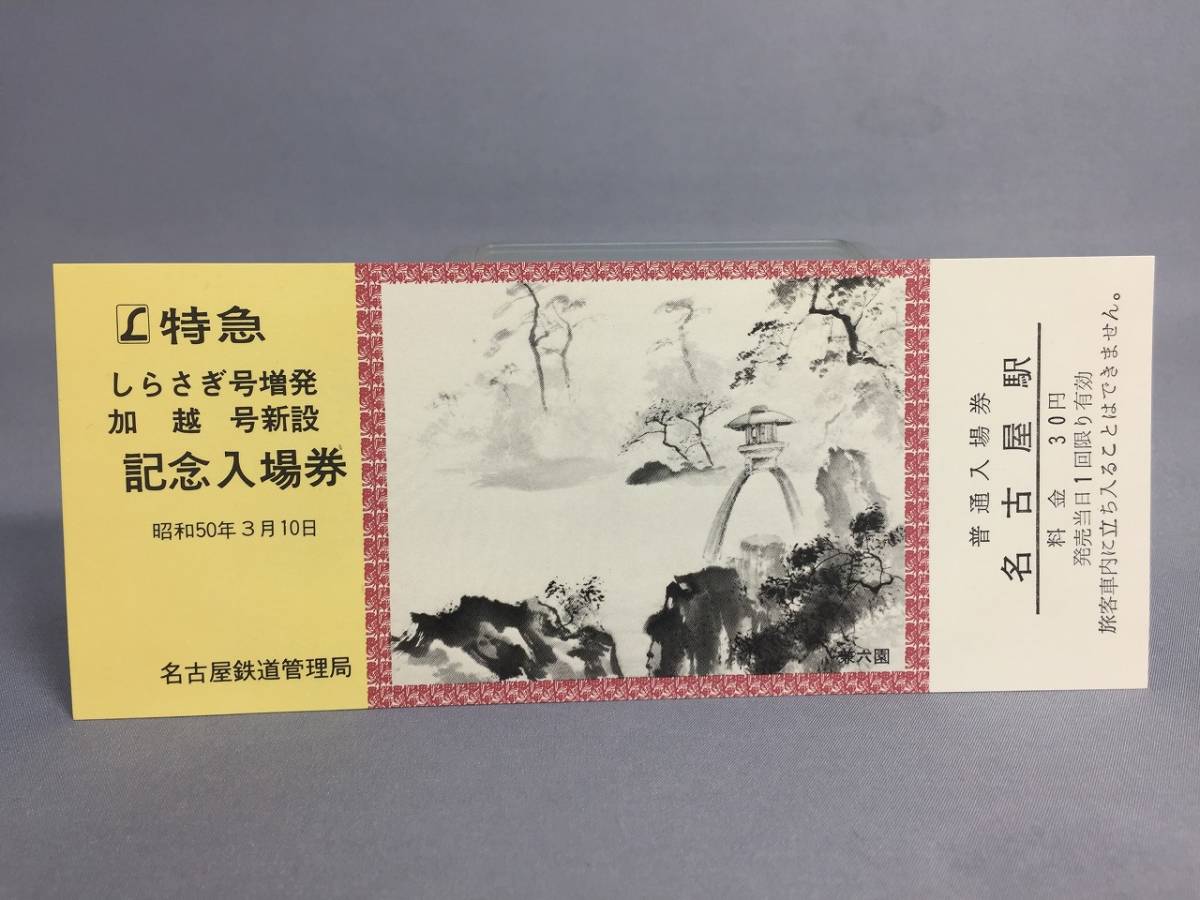 L 特急
しらさぎ号増発
加越号新設
記念入場券
昭和50年3月10日
名古屋鉄道管理局
兼六園
普通入場券
名古屋駅
料金 30円
発売当日1回限り有効
旅客車内に立ち入ることはできません。